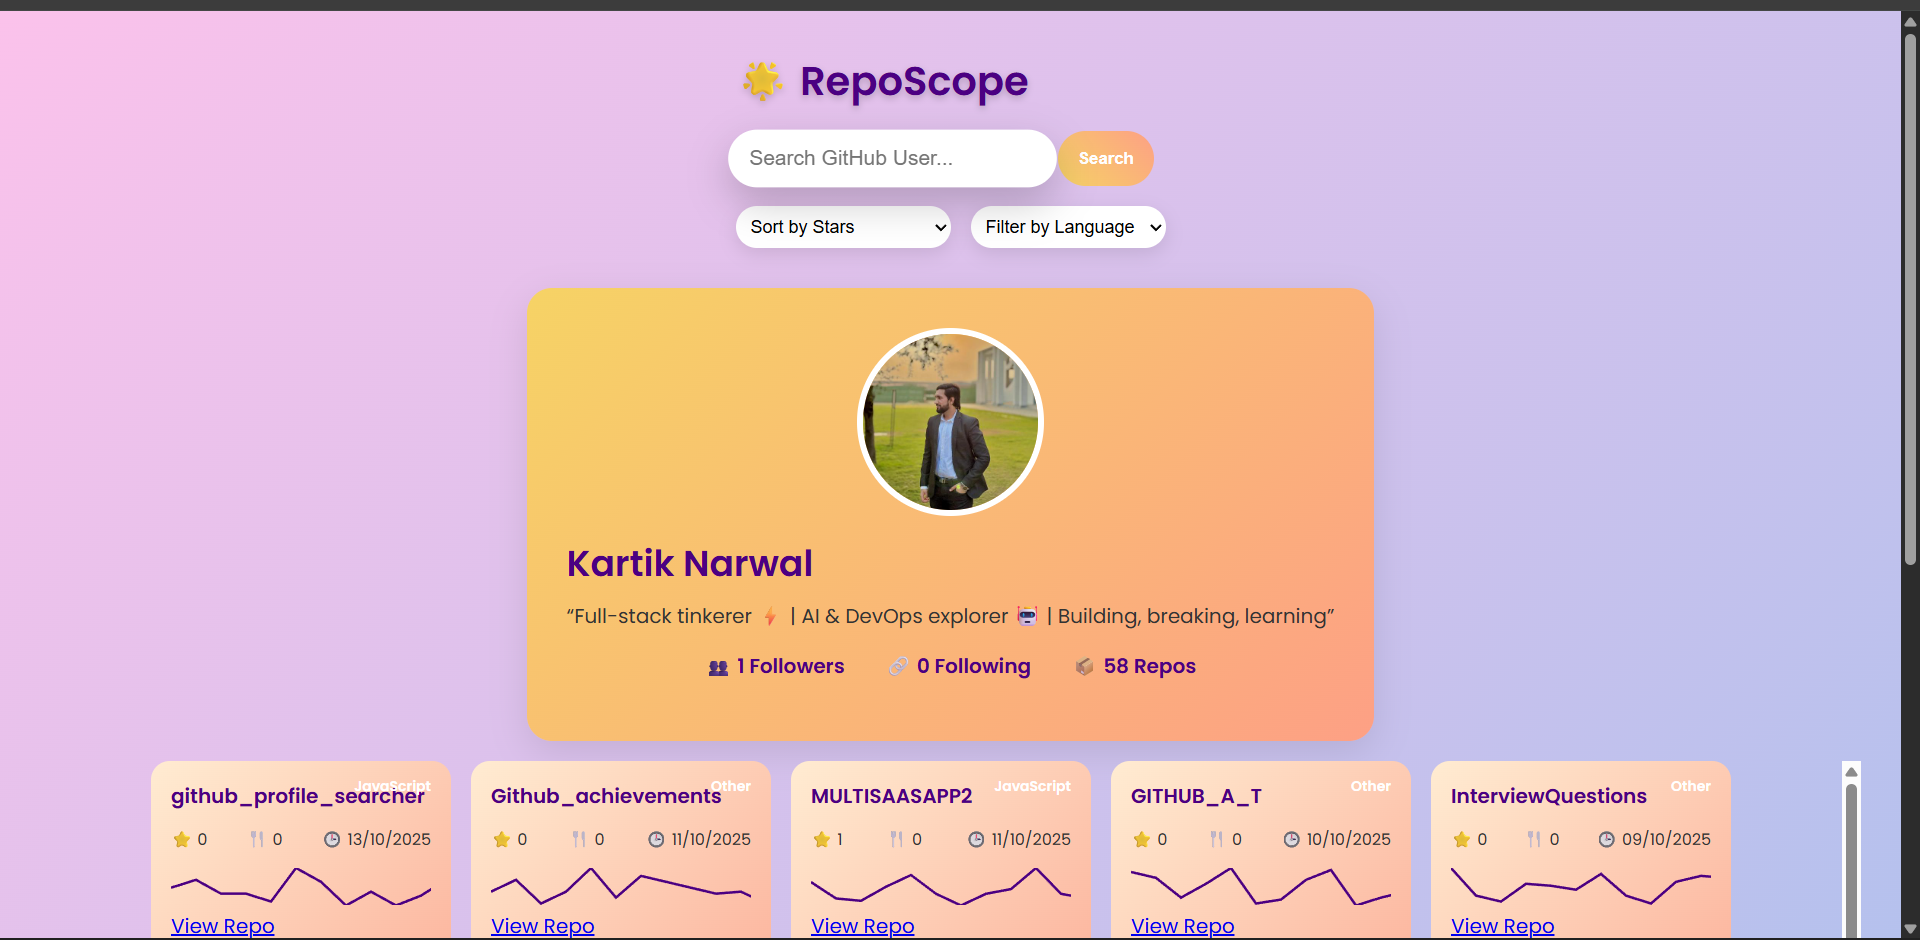 RepoScope
Search GitHub User...
Search
Sort by Stars
Filter by Language
Kartik Narwal
“Full-stack tinkerer ⚡ | AI & DevOps explorer 🤖 | Building, breaking, learning”
👥 1 Followers 🔗 0 Following 📦 58 Repos
JavaScript
github_profile_searcher
⭐ 0 🍴 0 🕒 13/10/2025
View Repo
Other
Github_achievements
⭐ 0 🍴 0 🕒 11/10/2025
View Repo
JavaScript
MULTISAASAPP2
⭐ 1 🍴 0 🕒 11/10/2025
View Repo
Other
GITHUB_A_T
⭐ 0 🍴 0 🕒 10/10/2025
View Repo
Other
InterviewQuestions
⭐ 0 🍴 0 🕒 09/10/2025
View Repo